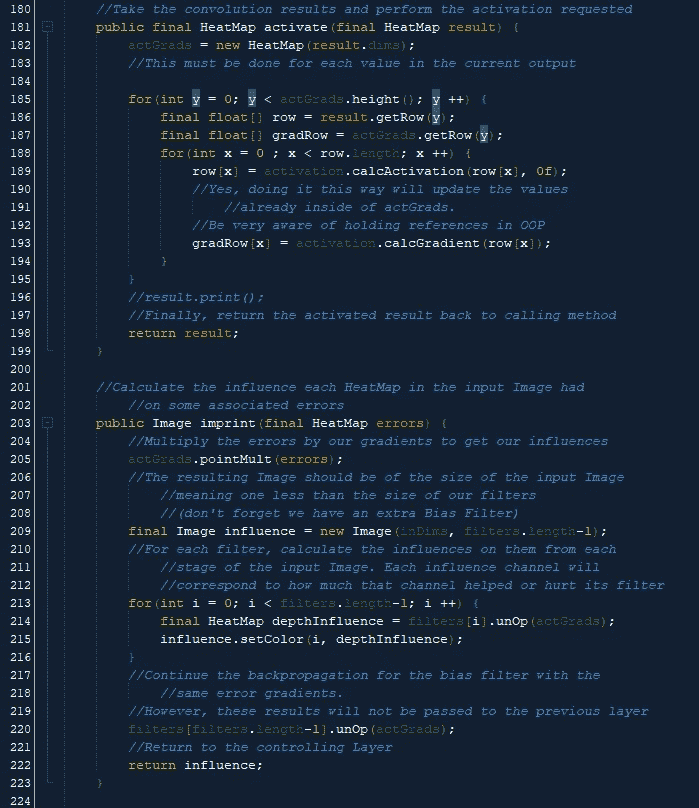 180 //Take the convolution results and perform the activation requested
181 public final HeatMap activate(final HeatMap result) {
182 actGrads = new HeatMap(result.dims);
183 //This must be done for each value in the current output
184
185 for(int y = 0; y < actGrads.height(); y ++) {
186 final float[] row = result.getRow(y);
187 final float[] gradRow = actGrads.getRow(y);
188 for(int x = 0 ; x < row.length; x ++) {
189 row[x] = activation.calcActivation(row[x], 0f);
190 //Yes, doing it this way will update the values
191 //already inside of actGrads.
192 //Be very aware of holding references in OOP
193 gradRow[x] = activation.calcGradient(row[x]);
194 }
195 }
196 //result.print();
197 //Finally, return the activated result back to calling method
198 return result;
199 }
200
201 //Calculate the influence each HeatMap in the input Image had
202 //on some associated errors
203 public Image imprint(final HeatMap errors) {
204 //Multiply the errors by our gradients to get our influences
205 actGrads.pointMult(errors);
206 //The resulting Image should be of the size of the input Image
207 //meaning one less than the size of our filters
208 //(don't forget we have an extra Bias Filter)
209 final Image influence = new Image(inDims, filters.length-1);
210 //For each filter, calculate the influences on them from each
211 //stage of the input Image. Each influence channel will
212 //correspond to how much that channel helped or hurt its filter
213 for(int i = 0; i < filters.length-1; i ++) {
214 final HeatMap depthInfluence = filters[i].unOp(actGrads);
215 influence.setColor(i, depthInfluence);
216 }
217 //Continue the backpropagation for the bias filter with the
218 //same error gradients.
219 //However, these results will not be passed to the previous layer
220 filters[filters.length-1].unOp(actGrads);
221 //Return to the controlling Layer
222 return influence;
223 }
224